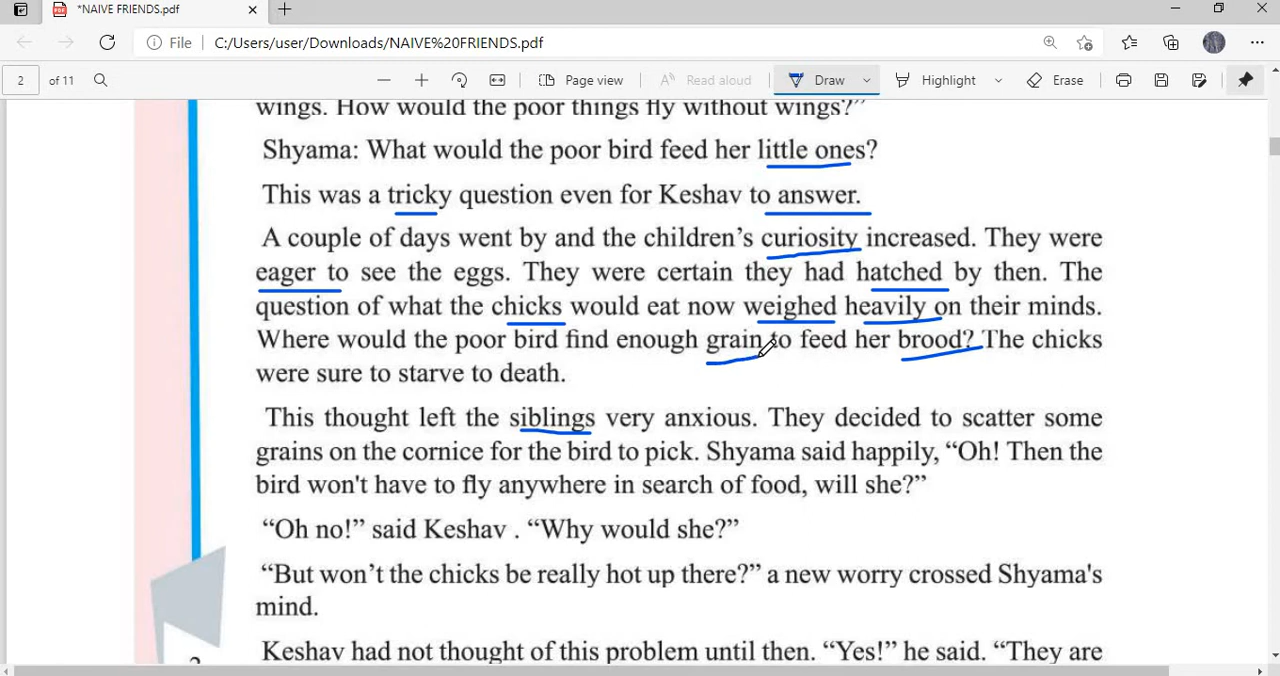 *NAIVE FRIENDS.pdf
File C:/Users/user/Downloads/NAIVE%20FRIENDS.pdf
2 of 11 Page view Read aloud Draw Highlight Erase
wings. How would the poor things fly without wings?”
Shyama: What would the poor bird feed her little ones?
This was a tricky question even for Keshav to answer.
A couple of days went by and the children’s curiosity increased. They were
eager to see the eggs. They were certain they had hatched by then. The
question of what the chicks would eat now weighed heavily on their minds.
Where would the poor bird find enough grain to feed her brood? The chicks
were sure to starve to death.
This thought left the siblings very anxious. They decided to scatter some
grains on the cornice for the bird to pick. Shyama said happily, “Oh! Then the
bird won't have to fly anywhere in search of food, will she?”
“Oh no!” said Keshav . “Why would she?”
“But won’t the chicks be really hot up there?” a new worry crossed Shyama's
mind.
Keshav had not thought of this problem until then. “Yes!” he said. “They are